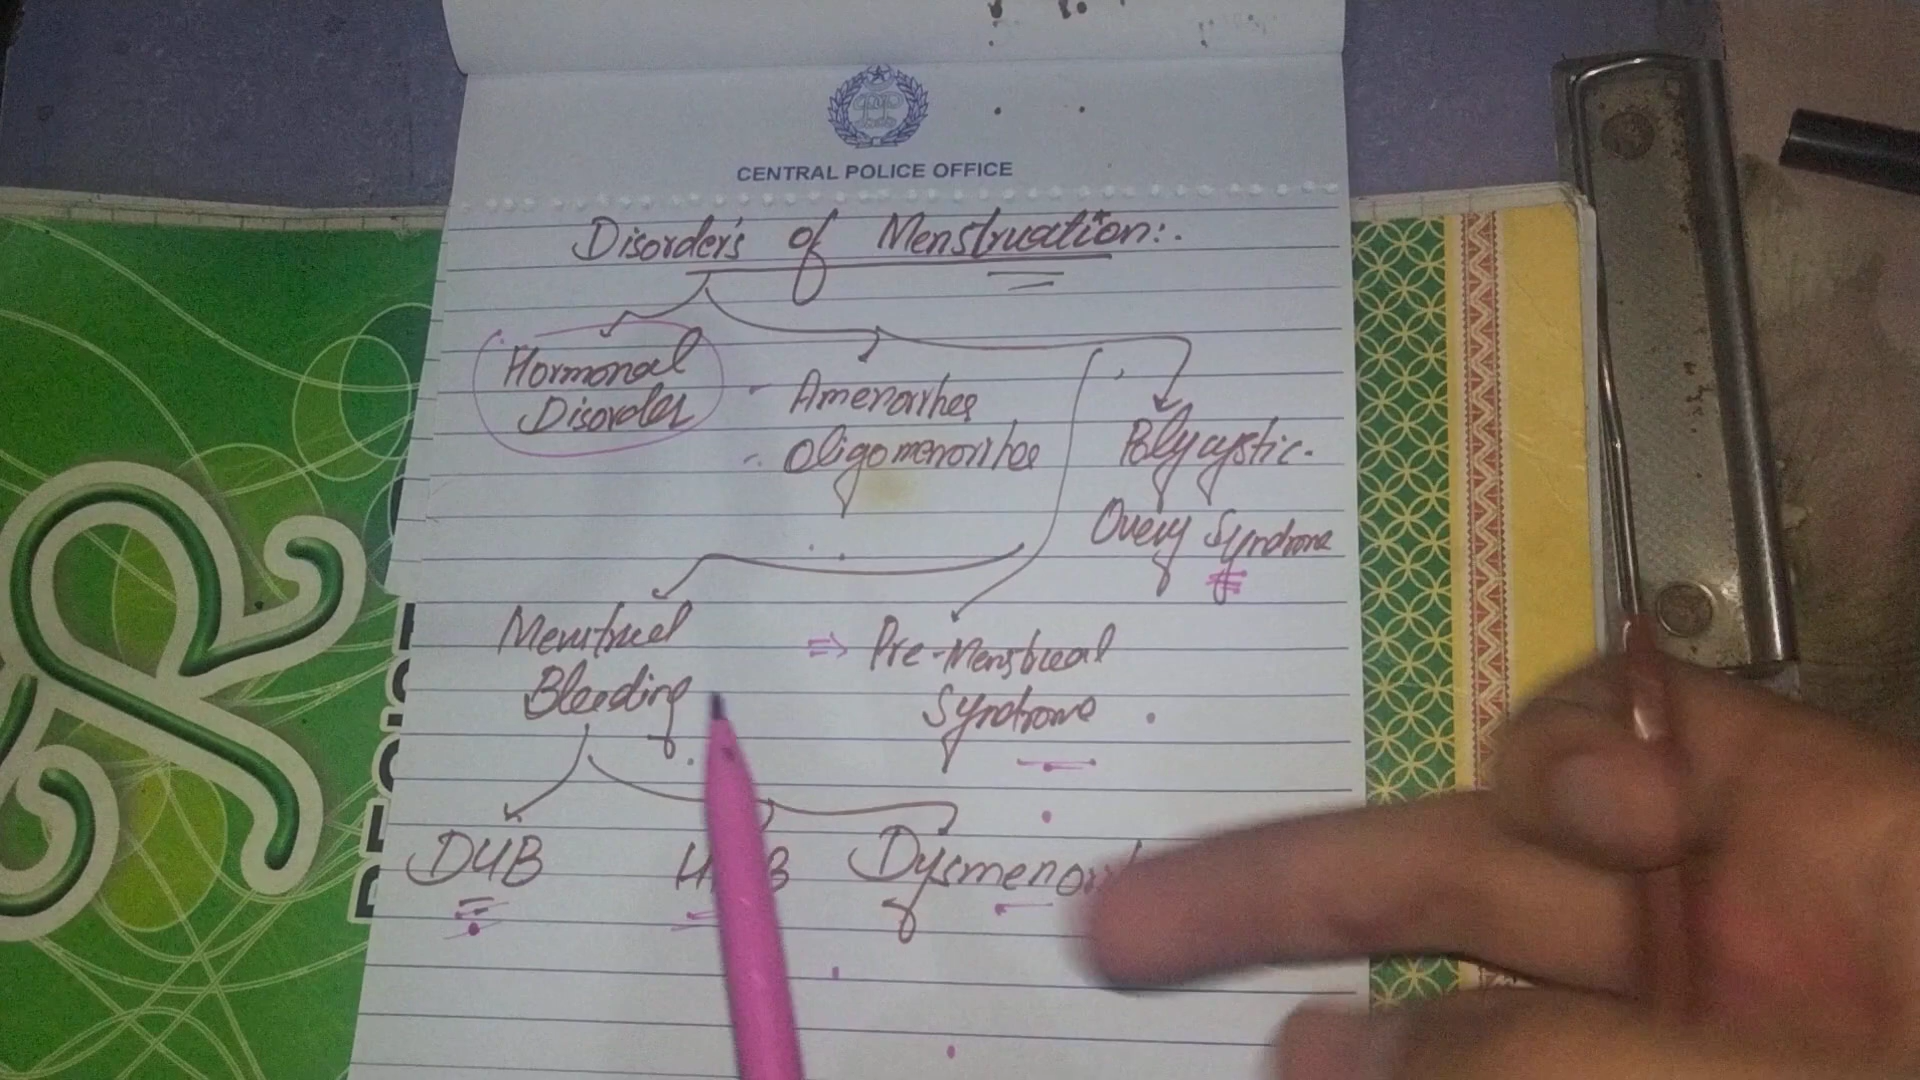 CENTRAL POLICE OFFICE
Disorder's of Menstruation:.
Hormonal
Disorder
Amenorrhea
Oligomenorrhea
Polycystic.
Overy Syndrome
Menstrual
Bleeding
⇒ Pre-Menstrual
Syndrome
DUB
Dysmenor